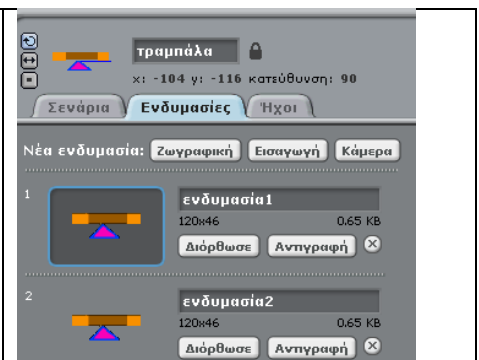 τραμπάλα
x: -104 y: -116 κατεύθυνση: 90
Σενάρια Ενδυμασίες Ήχοι
Νέα ενδυμασία: Ζωγραφική Εισαγωγή Κάμερα
1
ενδυμασία1
120x46 0.65 KB
Διόρθωσε Αντιγραφή
2
ενδυμασία2
120x46 0.65 KB
Διόρθωσε Αντιγραφή